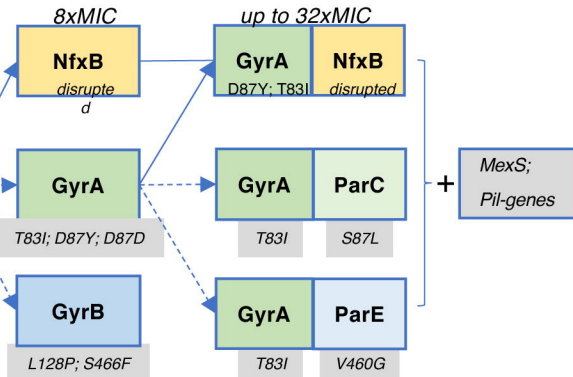 8xMIC
up to 32xMIC
NfxB
disrupte
d
GyrA
NfxB
D87Y; T83I
disrupted
GyrA
T83I; D87Y; D87D
GyrA
ParC
T83I
S87L
+
MexS;
Pil-genes
GyrB
L128P; S466F
GyrA
ParE
T83I
V460G